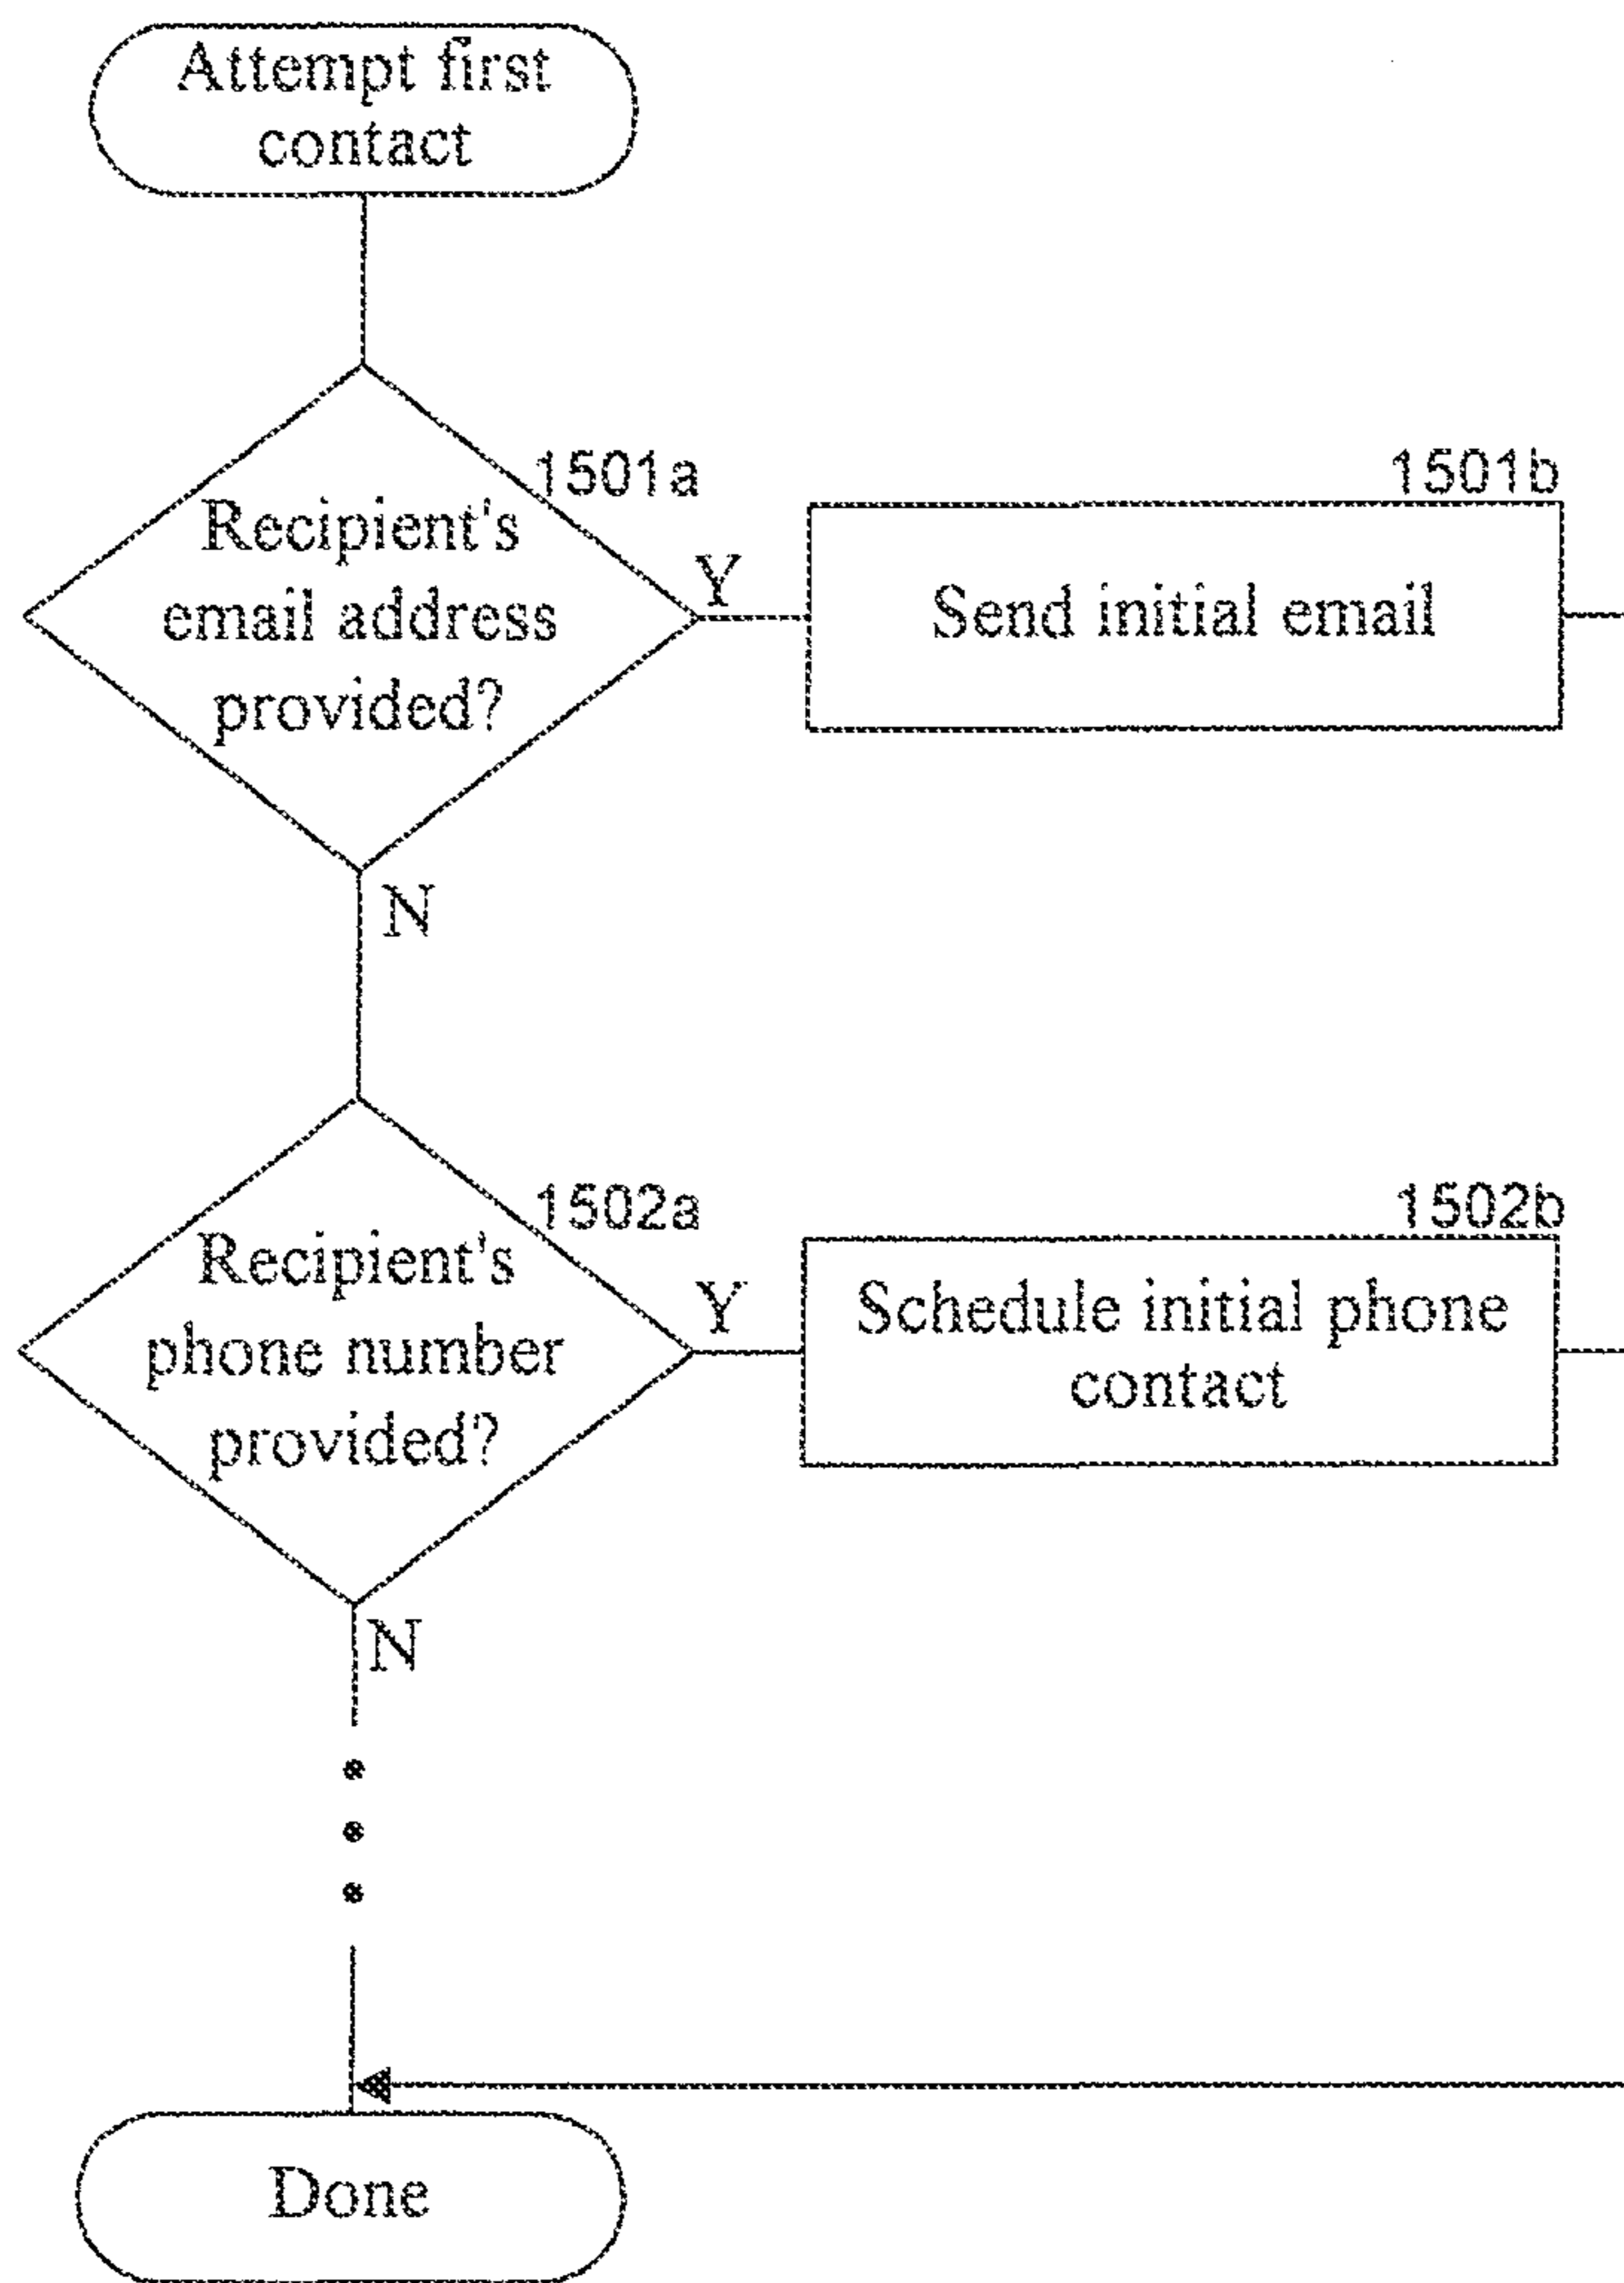 Attempt first
contact
1501a
Recipient's
email address
provided?
Y
1501b
Send initial email
N
1502a
Recipient's
phone number
provided?
Y
1502b
Schedule initial phone
contact
N
Done